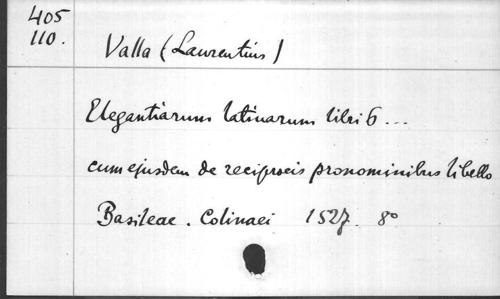 405
110.
Valla (Laurentius)
Elegantiarum latinarum libri 6 ...
cum ejusdem de reciprocis pronominibus libello
Basileae. Colinaei 1527. 8°